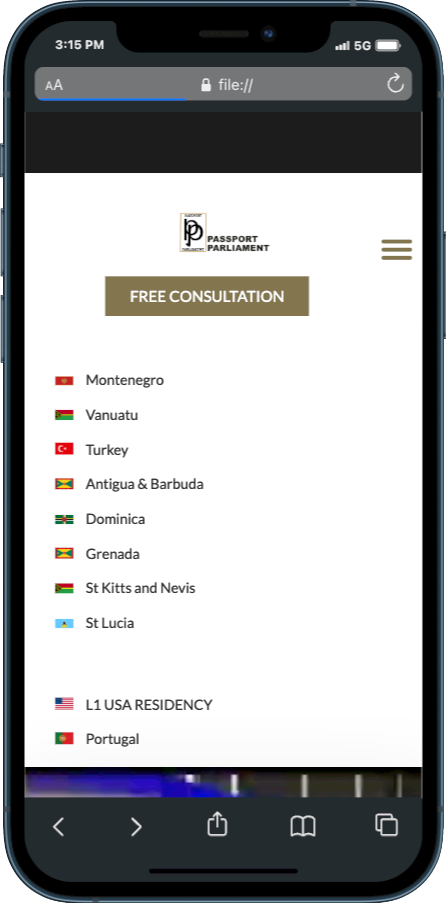 3:15 PM
5G
AA
file://
PASSPORT
PARLIAMENT
FREE CONSULTATION
Montenegro
Vanuatu
Turkey
Antigua & Barbuda
Dominica
Grenada
St Kitts and Nevis
St Lucia
L1 USA RESIDENCY
Portugal